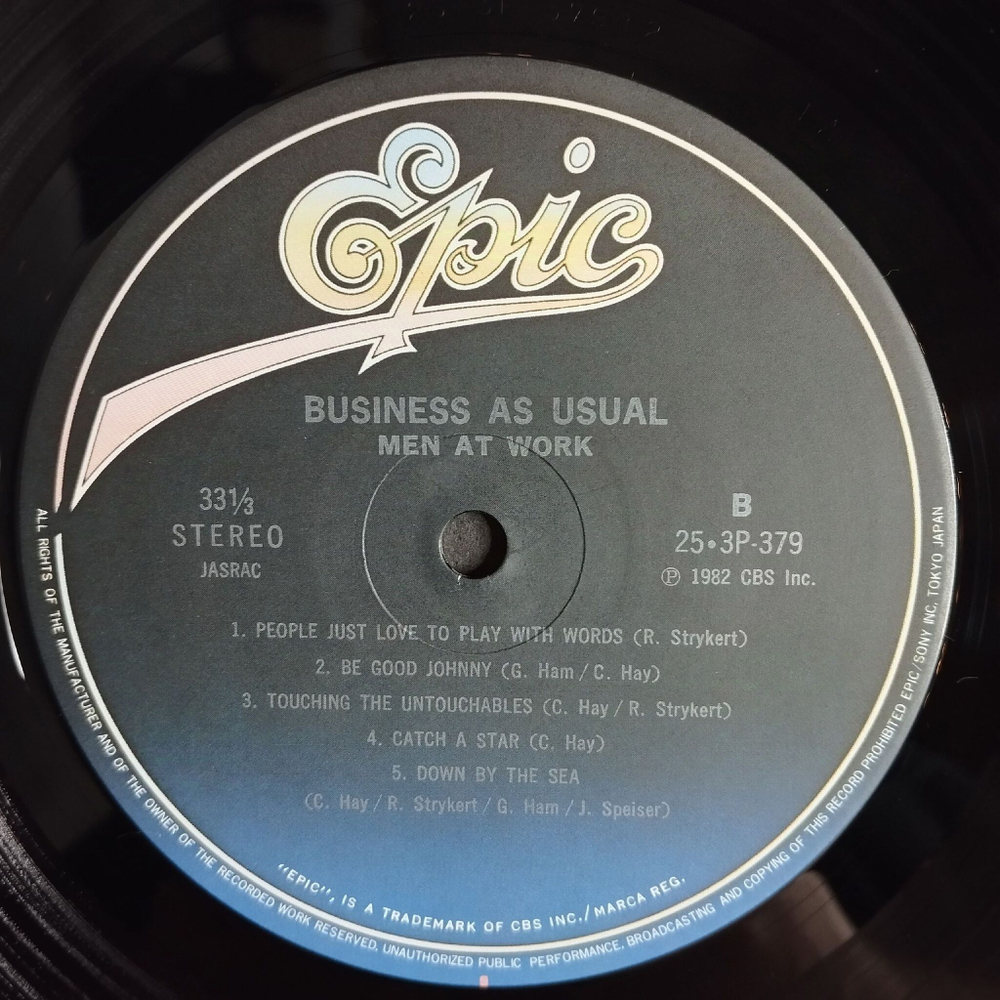 Epic
BUSINESS AS USUAL
MEN AT WORK
33⅓
STEREO
JASRAC
B
25•3P-379
Ⓟ 1982 CBS Inc.
1. PEOPLE JUST LOVE TO PLAY WITH WORDS (R. Strykert)
2. BE GOOD JOHNNY (G. Ham / C. Hay)
3. TOUCHING THE UNTOUCHABLES (C. Hay / R. Strykert)
4. CATCH A STAR (C. Hay)
5. DOWN BY THE SEA
(C. Hay / R. Strykert / G. Ham / J. Speiser)
"EPIC", IS A TRADEMARK OF CBS INC./MARCA REG.
ALL RIGHTS OF THE MANUFACTURER AND OF THE OWNER OF THE RECORDED WORK RESERVED. UNAUTHORIZED PUBLIC PERFORMANCE. BROADCASTING AND COPYING OF THIS RECORD PROHIBITED EPIC/SONY INC. TOKYO JAPAN